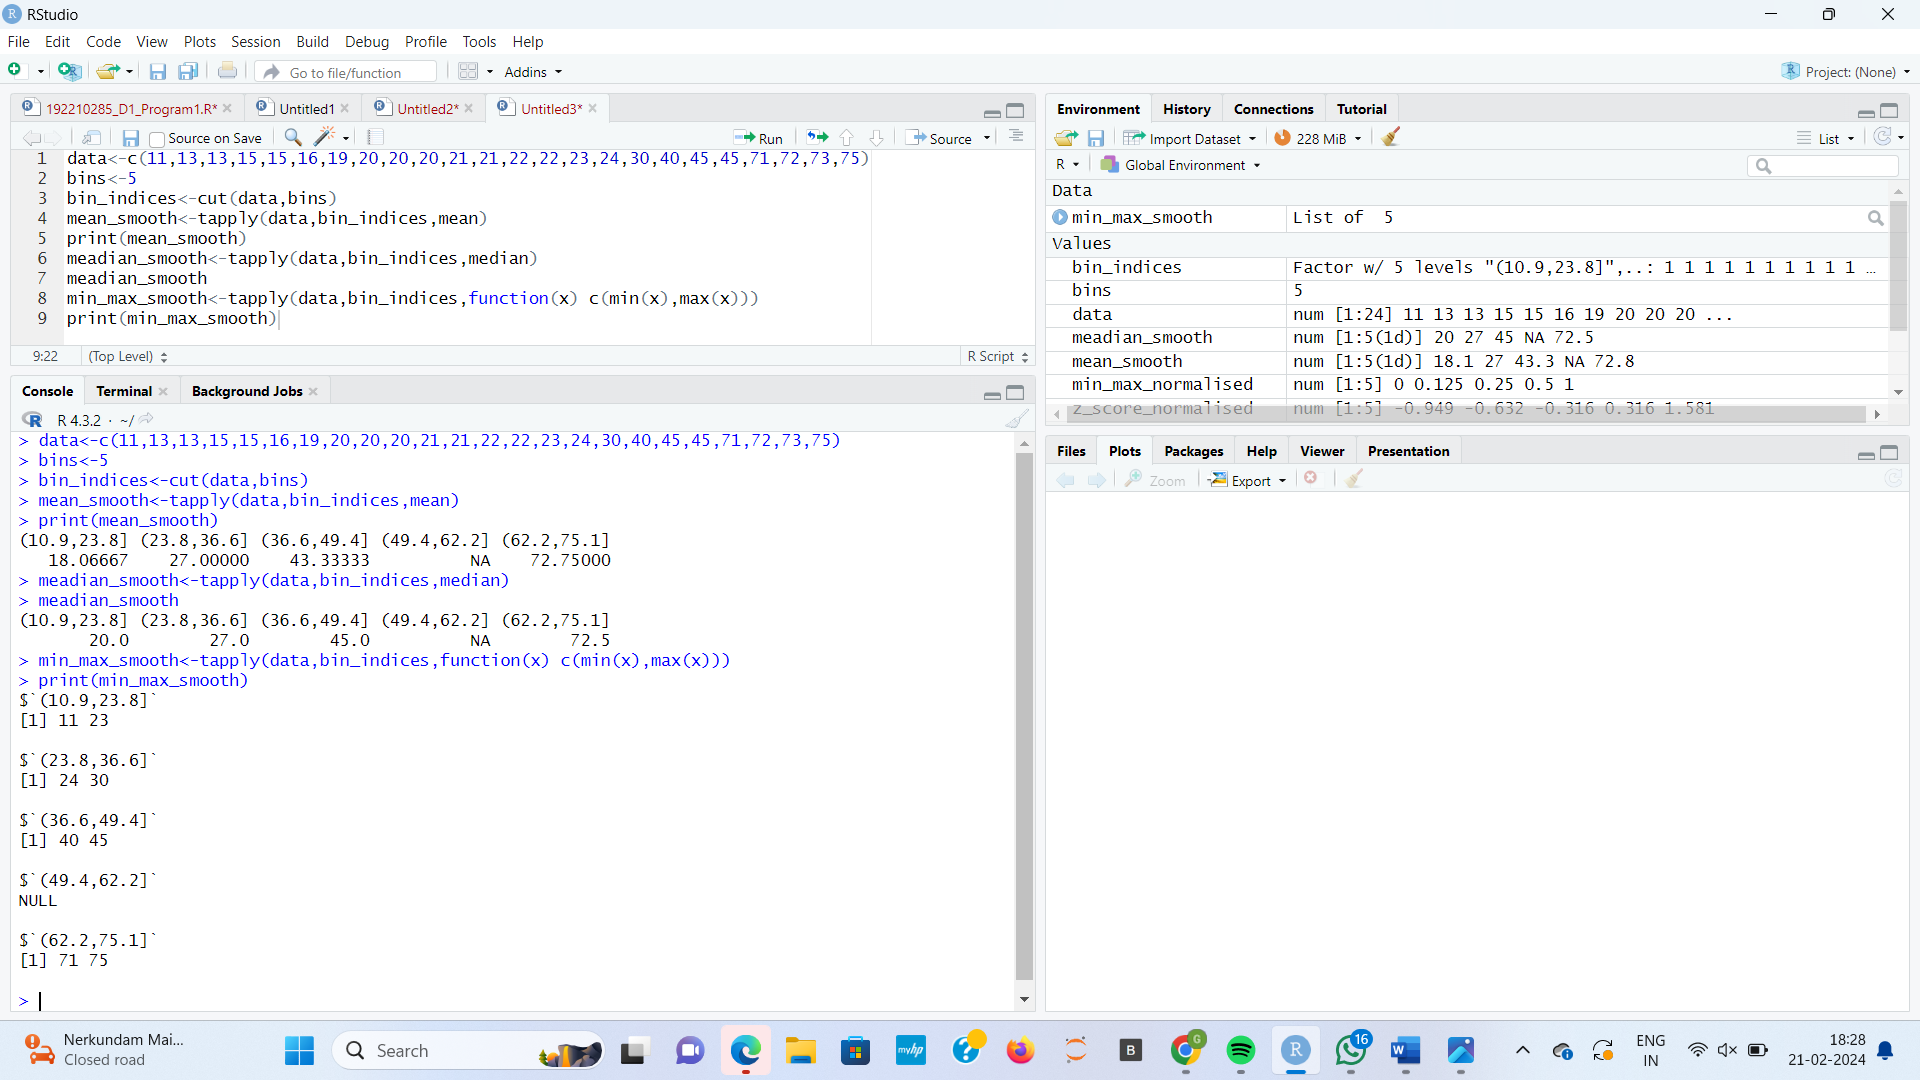 RStudio
File Edit Code View Plots Session Build Debug Profile Tools Help
Go to file/function Addins Project: (None)
192210285_D1_Program1.R* Untitled1 Untitled2* Untitled3*
Source on Save Run Source
1 data<-c(11,13,13,15,15,16,19,20,20,20,21,21,22,22,23,24,30,40,45,45,71,72,73,75)
2 bins<-5
3 bin_indices<-cut(data,bins)
4 mean_smooth<-tapply(data,bin_indices,mean)
5 print(mean_smooth)
6 meadian_smooth<-tapply(data,bin_indices,median)
7 meadian_smooth
8 min_max_smooth<-tapply(data,bin_indices,function(x) c(min(x),max(x)))
9 print(min_max_smooth)
9:22 (Top Level) R Script
Console Terminal Background Jobs
R 4.3.2 · ~/
> data<-c(11,13,13,15,15,16,19,20,20,20,21,21,22,22,23,24,30,40,45,45,71,72,73,75)
> bins<-5
> bin_indices<-cut(data,bins)
> mean_smooth<-tapply(data,bin_indices,mean)
> print(mean_smooth)
(10.9,23.8] (23.8,36.6] (36.6,49.4] (49.4,62.2] (62.2,75.1]
18.06667 27.00000 43.33333 NA 72.75000
> meadian_smooth<-tapply(data,bin_indices,median)
> meadian_smooth
(10.9,23.8] (23.8,36.6] (36.6,49.4] (49.4,62.2] (62.2,75.1]
20.0 27.0 45.0 NA 72.5
> min_max_smooth<-tapply(data,bin_indices,function(x) c(min(x),max(x)))
> print(min_max_smooth)
$`(10.9,23.8]`
[1] 11 23
$`(23.8,36.6]`
[1] 24 30
$`(36.6,49.4]`
[1] 40 45
$`(49.4,62.2]`
NULL
$`(62.2,75.1]`
[1] 71 75
>
Environment History Connections Tutorial
Import Dataset 228 MiB List
R Global Environment
Data
min_max_smooth List of 5
Values
bin_indices Factor w/ 5 levels "(10.9,23.8]",..: 1 1 1 1 1 1 1 1 1 1 …
bins 5
data num [1:24] 11 13 13 15 15 16 19 20 20 20 ...
meadian_smooth num [1:5(1d)] 20 27 45 NA 72.5
mean_smooth num [1:5(1d)] 18.1 27 43.3 NA 72.8
min_max_normalised num [1:5] 0 0.125 0.25 0.5 1
z_score_normalised num [1:5] -0.949 -0.632 -0.316 0.316 1.581
Files Plots Packages Help Viewer Presentation
Zoom Export
Nerkundam Mai...
Closed road
Search
myhp
B
G
R
16
ENG
IN
18:28
21-02-2024